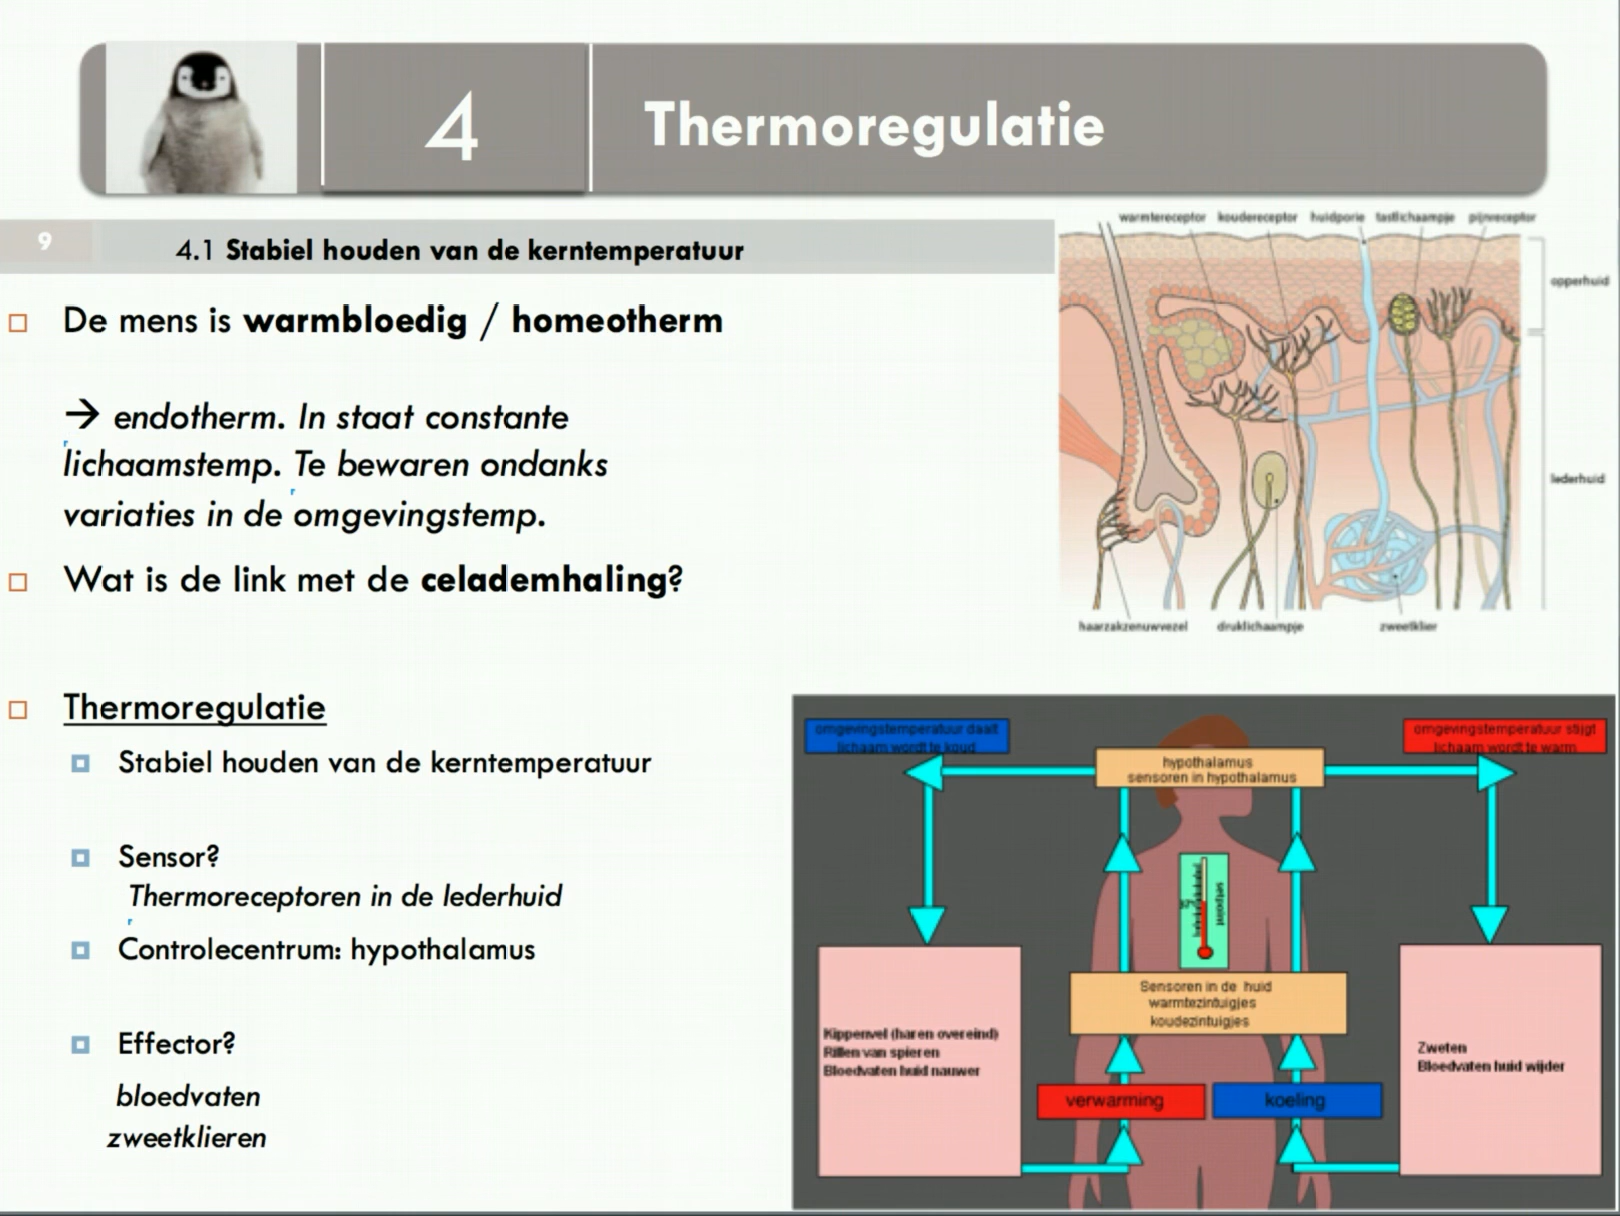 4
Thermoregulatie
9
4.1 Stabiel houden van de kerntemperatuur
De mens is warmbloedig / homeotherm
→ endotherm. In staat constante
lichaamstemp. Te bewaren ondanks
variaties in de omgevingstemp.
Wat is de link met de celademhaling?
Thermoregulatie
Stabiel houden van de kerntemperatuur
Sensor?
Thermoreceptoren in de lederhuid
Controlecentrum: hypothalamus
Effector?
bloedvaten
zweetklieren
warmtereceptor koudereceptor huidporie tastlichaampje pijnreceptor
opperhuid
lederhuid
haarzakzenuwvezel druklichaampje zweetklier
omgevingstemperatuur daalt
lichaam wordt te koud
omgevingstemperatuur stijgt
lichaam wordt te warm
hypothalamus
sensoren in hypothalamus
37°
setpoint
Sensoren in de huid
warmtezintuigjes
koudezintuigjes
Kippenvel (haren overeind)
Rillen van spieren
Bloedvaten huid nauwer
Zweten
Bloedvaten huid wijder
verwarming
koeling